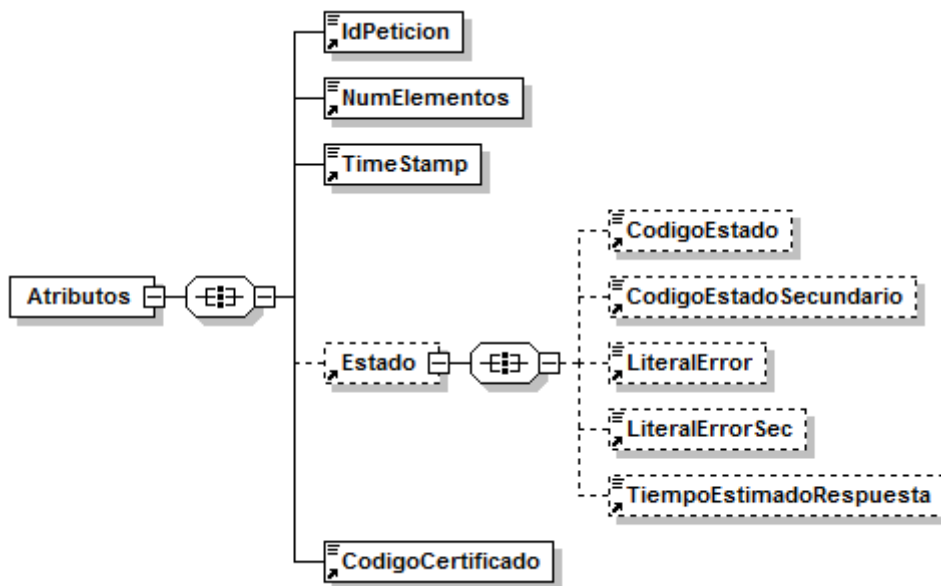 IdPeticion
NumElementos
TimeStamp
CodigoEstado
CodigoEstadoSecundario
Atributos
Estado
LiteralError
LiteralErrorSec
TiempoEstimadoRespuesta
CodigoCertificado